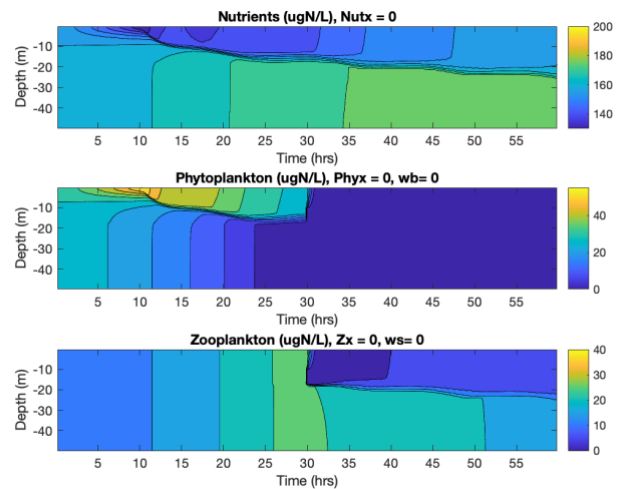 Nutrients (ugN/L), Nutx = 0
200
180
160
140
-10
-20
-30
-40
Depth (m)
5 10 15 20 25 30 35 40 45 50 55
Time (hrs)
Phytoplankton (ugN/L), Phyx = 0, wb= 0
40
20
0
-10
-20
-30
-40
Depth (m)
5 10 15 20 25 30 35 40 45 50 55
Time (hrs)
Zooplankton (ugN/L), Zx = 0, ws= 0
40
30
20
10
0
-10
-20
-30
-40
Depth (m)
5 10 15 20 25 30 35 40 45 50 55
Time (hrs)